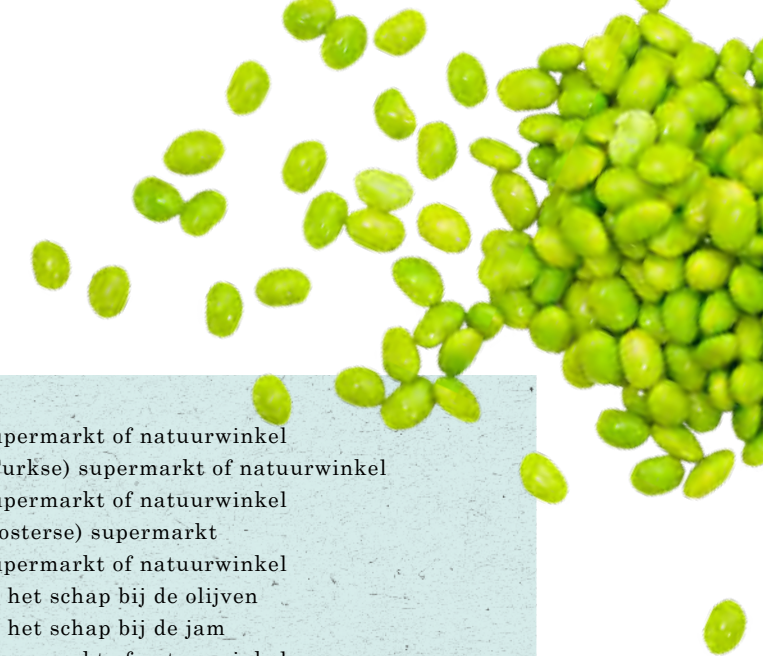 upermarkt of natuurwinkel
urkse) supermarkt of natuurwinkel
upermarkt of natuurwinkel
osterse) supermarkt
upermarkt of natuurwinkel
het schap bij de olijven
het schap bij de jam